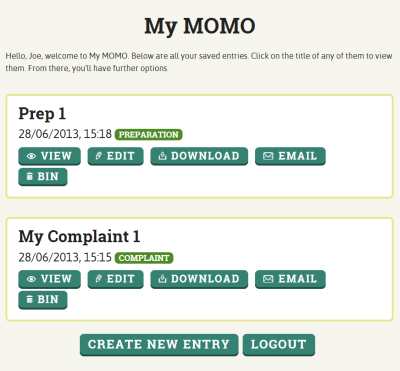 My MOMO
Hello, Joe, welcome to My MOMO. Below are all your saved entries. Click on the title of any of them to view
them. From there, you'll have further options.
Prep 1
28/06/2013, 15:18 PREPARATION
VIEW EDIT DOWNLOAD EMAIL
BIN
My Complaint 1
28/06/2013, 15:15 COMPLAINT
VIEW EDIT DOWNLOAD EMAIL
BIN
CREATE NEW ENTRY LOGOUT